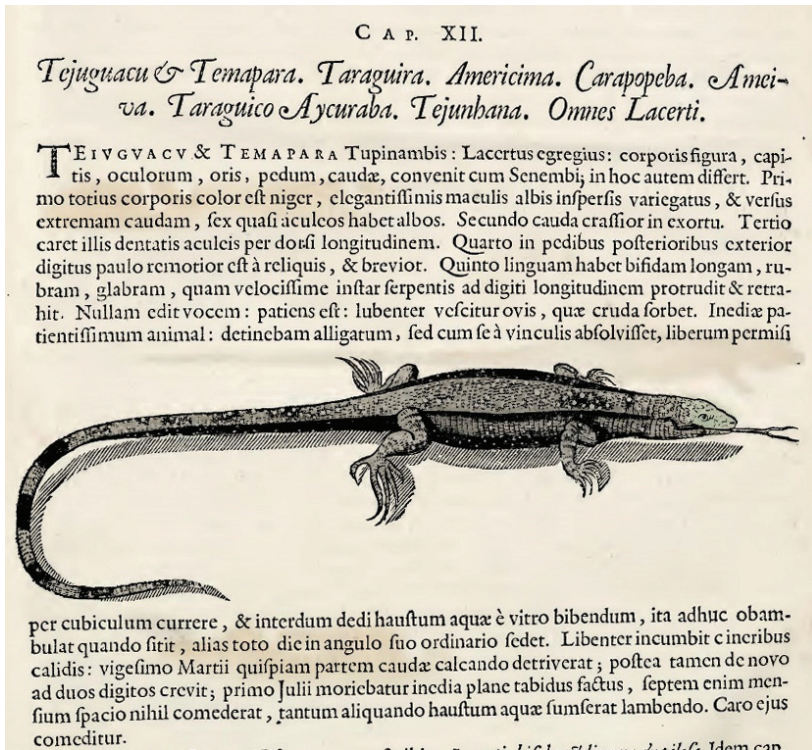 CAP. XII.
Tejuguacu & Temapara. Taraguira. Americima. Carapopeba. Amei-
va. Taraguico Aycuraba. Tejunhana. Omnes Lacerti.
TEIVGVACV & TEMAPARA Tupinambis: Lacertus egregius: corporis figura, capi-
tis, oculorum, oris, pedum, caudæ, convenit cum Senembi; in hoc autem differt. Pri-
mo totius corporis color est niger, elegantissimis maculis albis inspersis variegatus, & versus
extremam caudam, sex quasi aculeos habet albos. Secundo cauda crassior in exortu. Tertio
caret illis dentatis aculeis per dorsi longitudinem. Quarto in pedibus posterioribus exterior
digitus paulo remotior est à reliquis, & brevior. Quinto linguam habet bifidam longam, ru-
bram, glabram, quam velocissime instar serpentis ad digiti longitudinem protrudit & retra-
hit. Nullam edit vocem: patiens est: lubenter vescitur ovis, quæ cruda sorbet. Inediæ pa-
tientissimum animal: detinebam alligatum, sed cum se à vinculis absolvisset, liberum permisi
per cubiculum currere, & interdum dedi haustum aquæ è vitro bibendum, ita adhuc obam-
bulat quando sitit, alias toto die in angulo suo ordinario sedet. Libenter incumbit cineribus
calidis: vigesimo Martii quispiam partem caudæ calcando detriverat; postea tamen de novo
ad duos digitos crevit; primo Julii moriebatur inedia plane tabidus factus, septem enim men-
sium spacio nihil comederat, tantum aliquando haustum aquæ sumserat lambendo. Caro ejus
comeditur.
Idem cap.